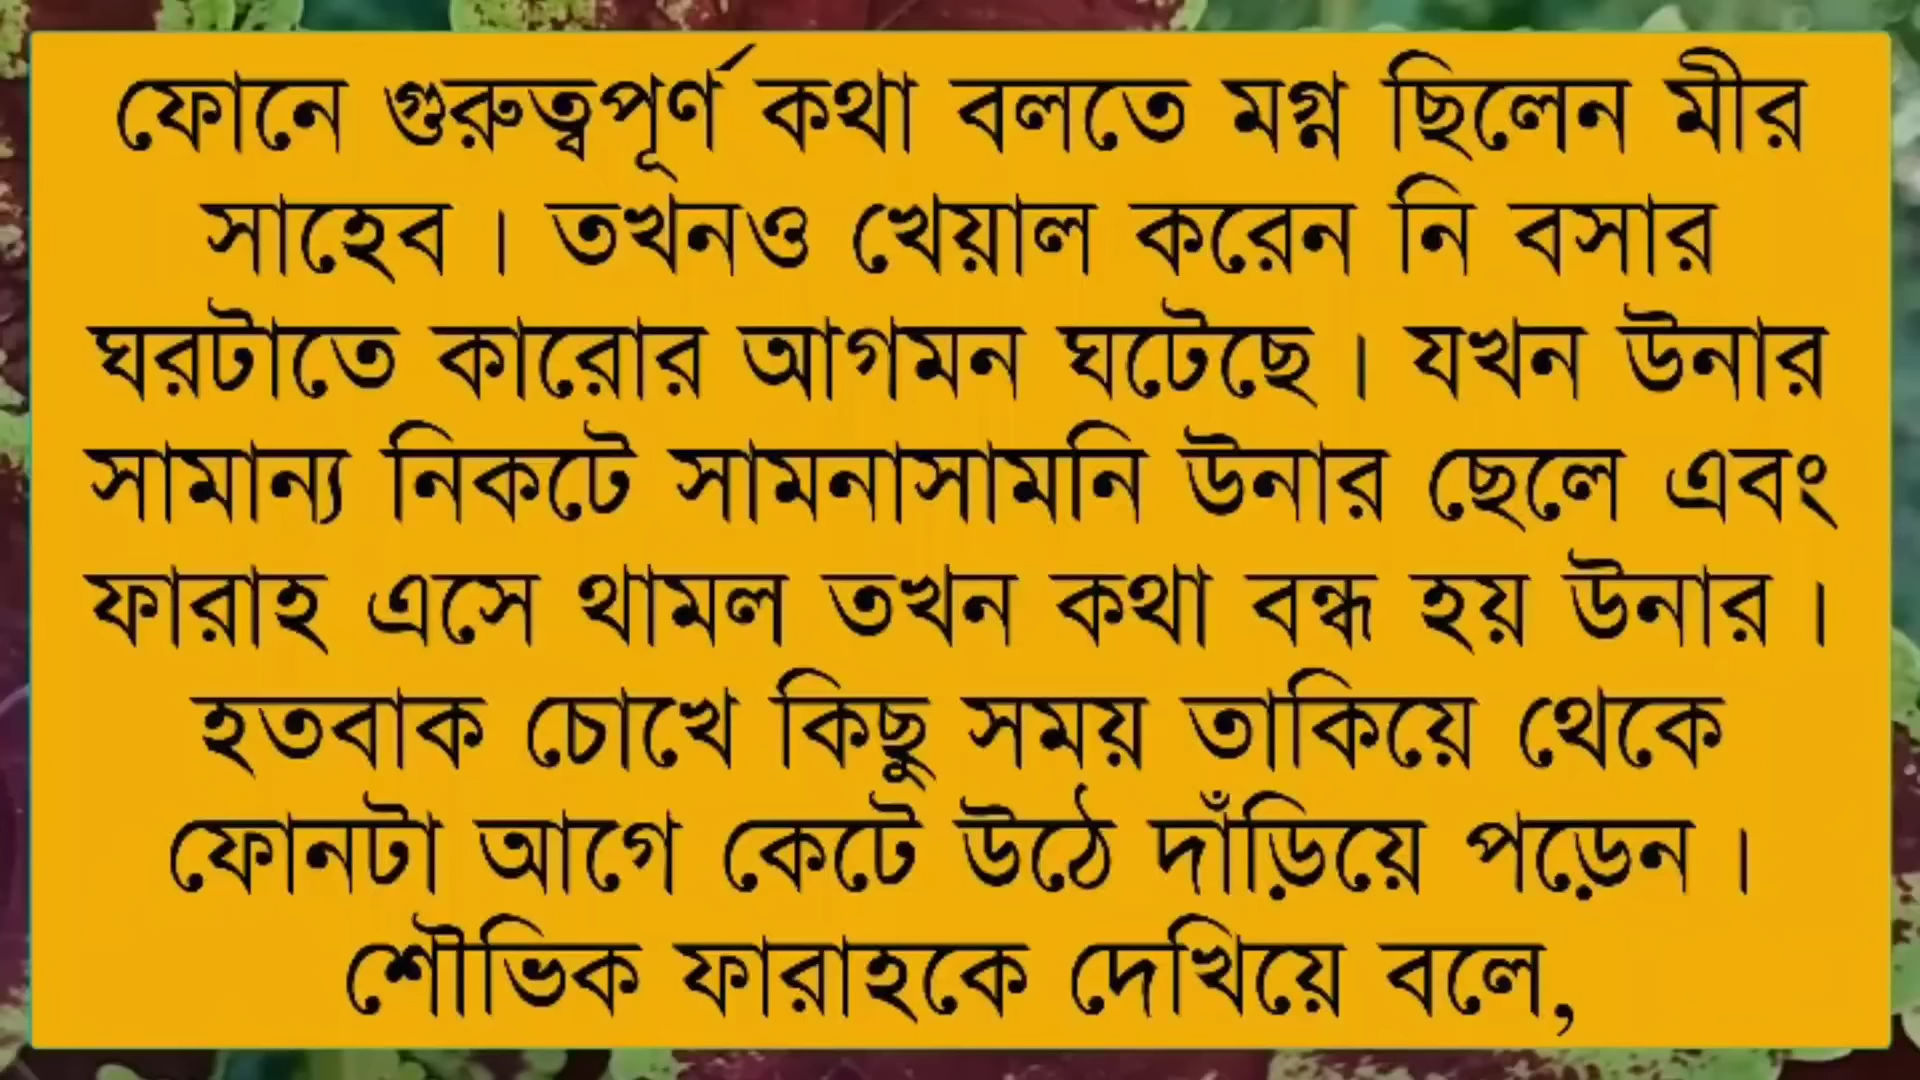 ফোনে গুরুত্বপূর্ণ কথা বলতে মগ্ন ছিলেন মীর
সাহেব। তখনও খেয়াল করেন নি বসার
ঘরটাতে কারোর আগমন ঘটেছে। যখন উনার
সামান্য নিকটে সামনাসামনি উনার ছেলে এবং
ফারাহ এসে থামল তখন কথা বন্ধ হয় উনার।
হতবাক চোখে কিছু সময় তাকিয়ে থেকে
ফোনটা আগে কেটে উঠে দাঁড়িয়ে পড়েন।
শৌভিক ফারাহকে দেখিয়ে বলে,